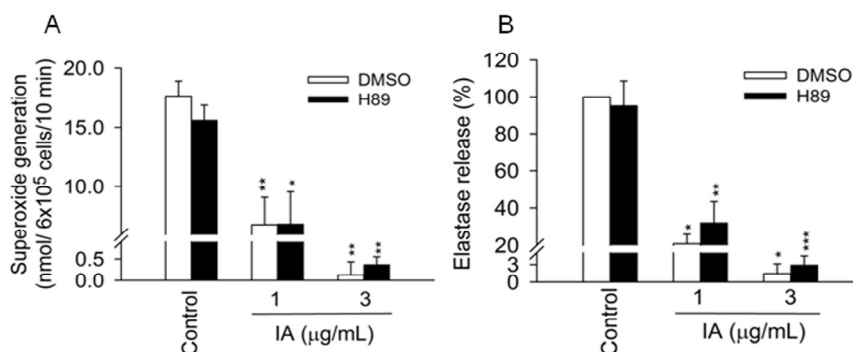 A
Superoxide generation
(nmol/ 6x10⁵ cells/10 min)
20.0
15.0
10.0
0.5
0.0
DMSO
H89
**
*
**
**
Control
1
3
IA (µg/mL)
B
Elastase release (%)
120
100
80
60
40
20
3
0
DMSO
H89
*
**
*
***
Control
1
3
IA (µg/mL)